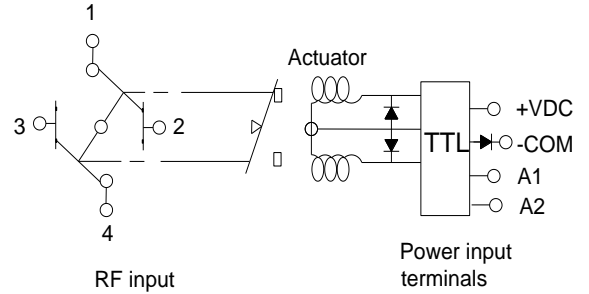 1
Actuator
+VDC
3
2
TTL
-COM
A1
A2
4
Power input
terminals
RF input